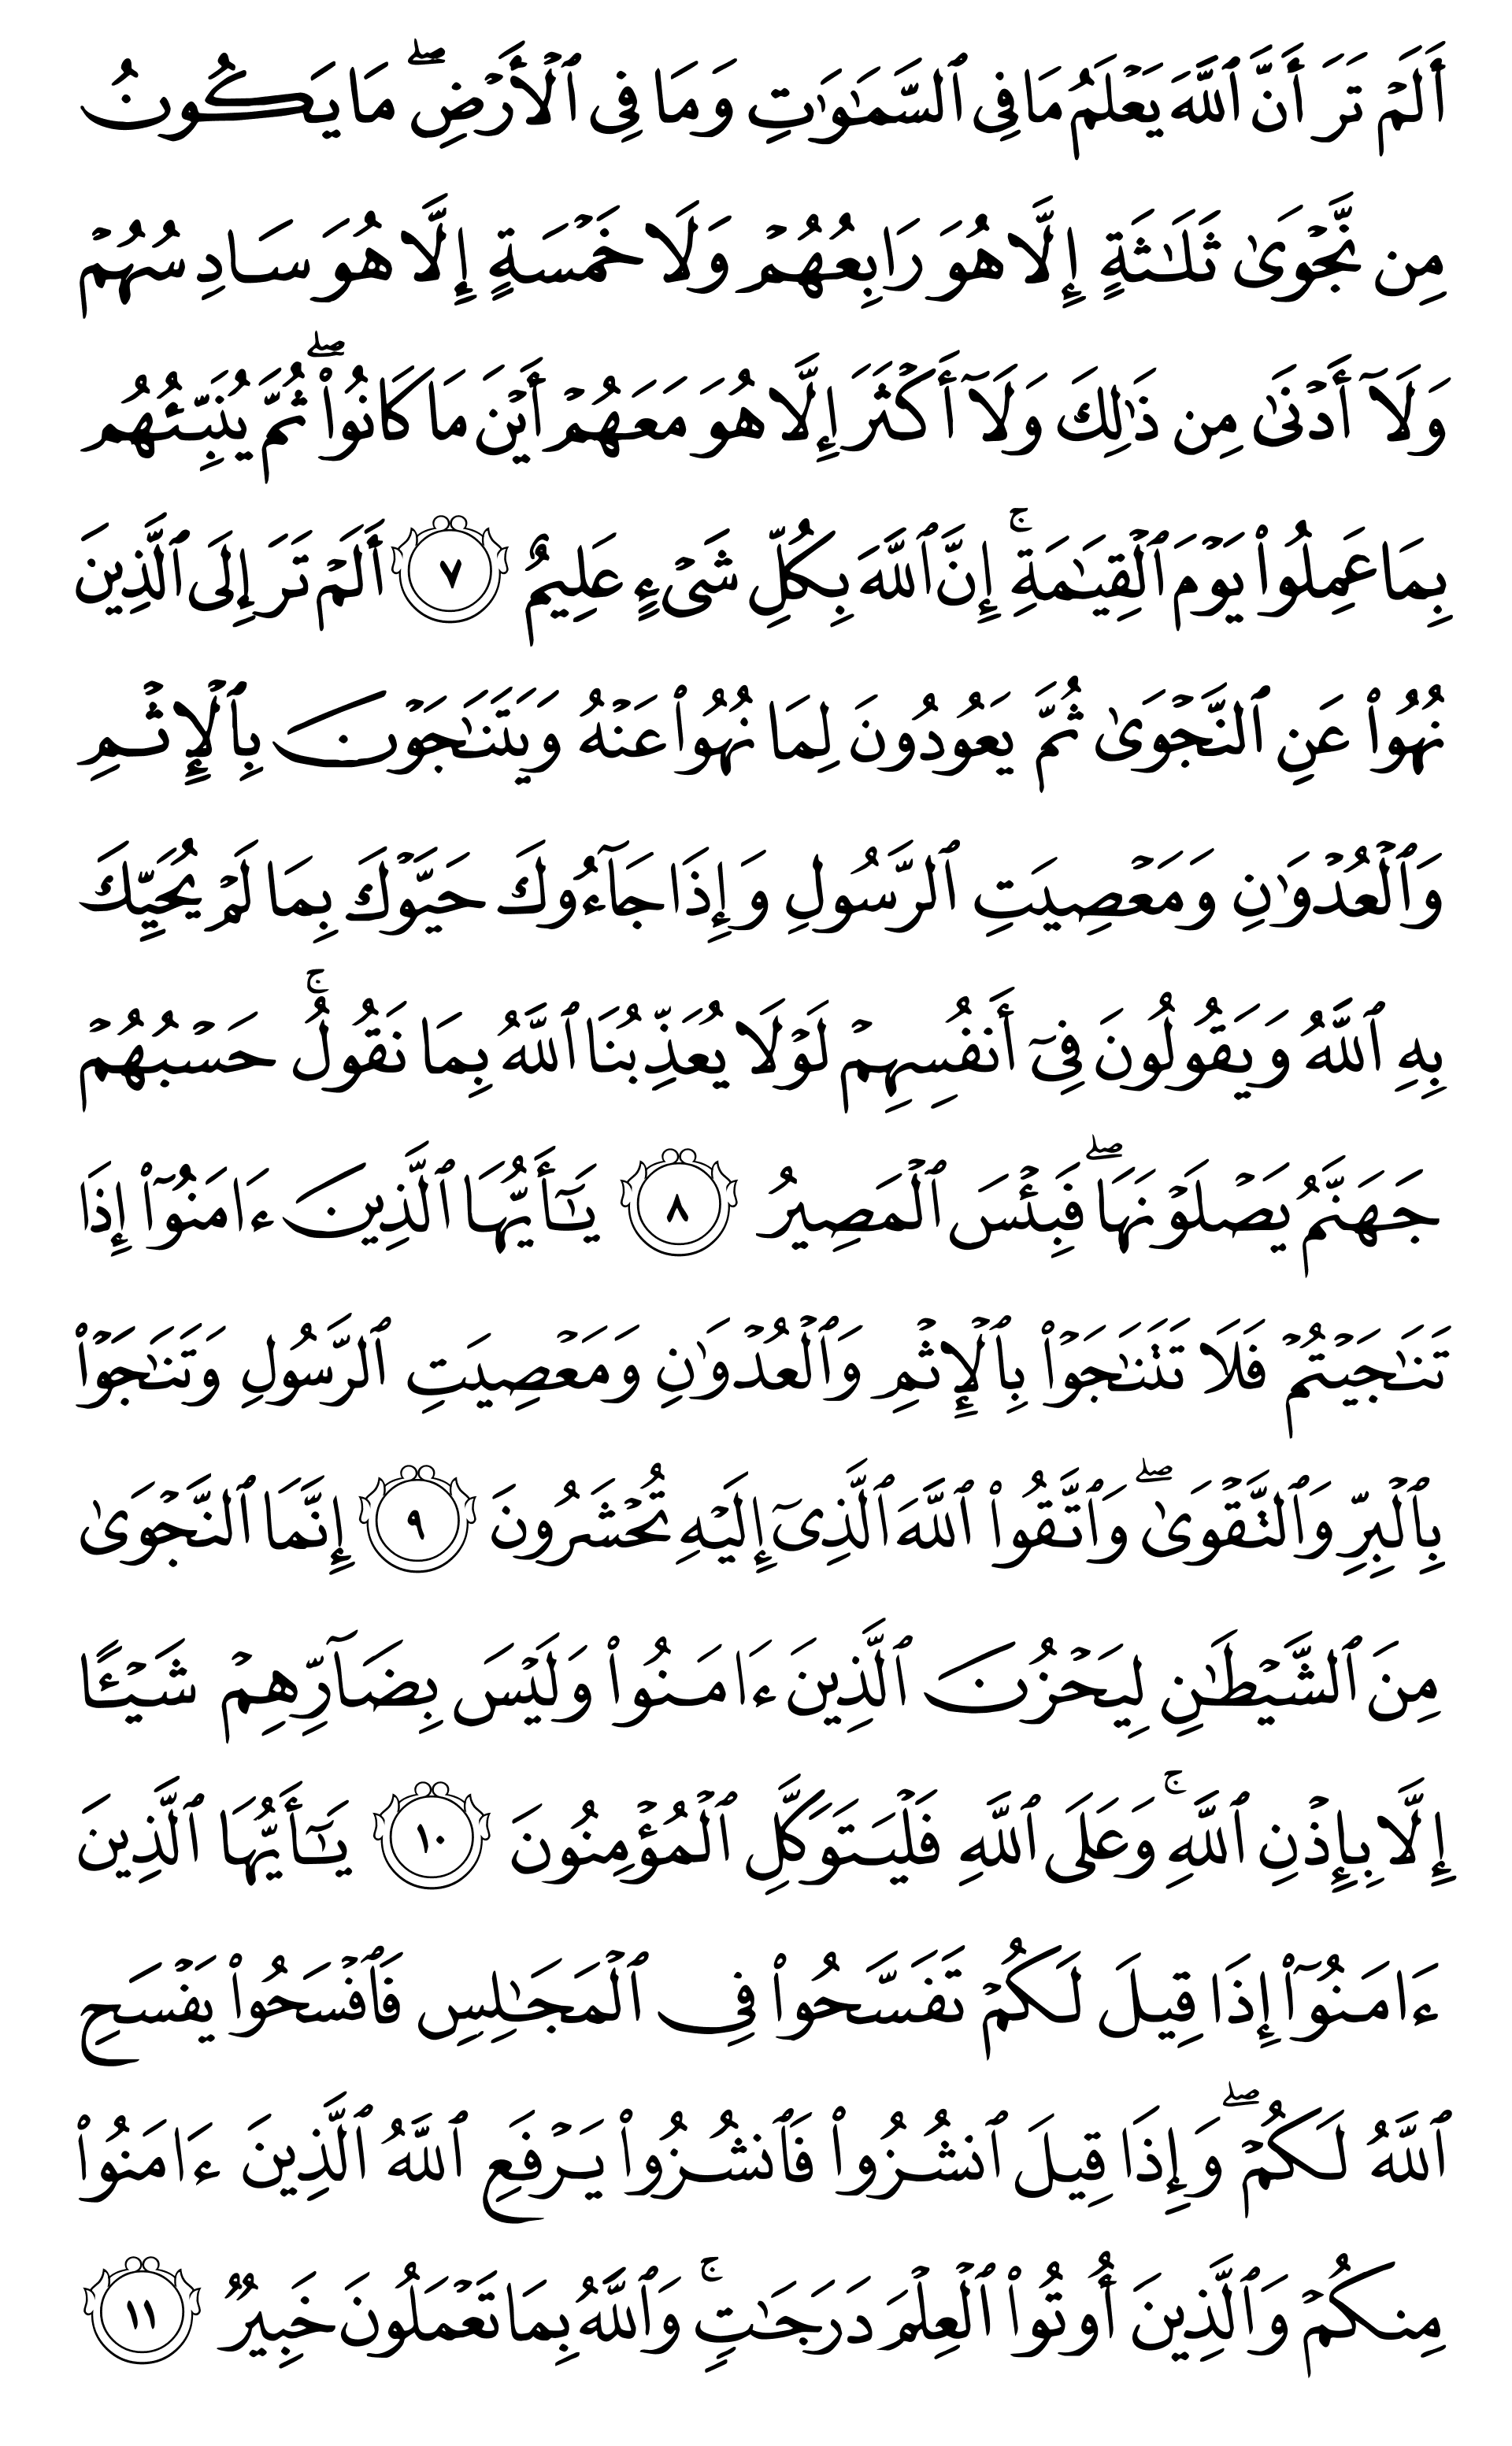 أَلَمْ تَرَ أَنَّ ٱللَّهَ يَعْلَمُ مَا فِى ٱلسَّمَـٰوَٰتِ وَمَا فِى ٱلْأَرْضِ ۖ مَا يَكُونُ
مِن نَّجْوَىٰ ثَلَـٰثَةٍ إِلَّا هُوَ رَابِعُهُمْ وَلَا خَمْسَةٍ إِلَّا هُوَ سَادِسُهُمْ
وَلَآ أَدْنَىٰ مِن ذَٰلِكَ وَلَآ أَكْثَرَ إِلَّا هُوَ مَعَهُمْ أَيْنَ مَا كَانُوا۟ ۖ ثُمَّ يُنَبِّئُهُم
بِمَا عَمِلُوا۟ يَوْمَ ٱلْقِيَـٰمَةِ ۚ إِنَّ ٱللَّهَ بِكُلِّ شَىْءٍ عَلِيمٌ ٧ أَلَمْ تَرَ إِلَى ٱلَّذِينَ
نُهُوا۟ عَنِ ٱلنَّجْوَىٰ ثُمَّ يَعُودُونَ لِمَا نُهُوا۟ عَنْهُ وَيَتَنَـٰجَوْنَ بِٱلْإِثْمِ
وَٱلْعُدْوَٰنِ وَمَعْصِيَتِ ٱلرَّسُولِ وَإِذَا جَآءُوكَ حَيَّوْكَ بِمَا لَمْ يُحَيِّكَ
بِهِ ٱللَّهُ وَيَقُولُونَ فِىٓ أَنفُسِهِمْ لَوْلَا يُعَذِّبُنَا ٱللَّهُ بِمَا نَقُولُ ۚ حَسْبُهُمْ
جَهَنَّمُ يَصْلَوْنَهَا ۖ فَبِئْسَ ٱلْمَصِيرُ ٨ يَـٰٓأَيُّهَا ٱلَّذِينَ ءَامَنُوٓا۟ إِذَا
تَنَـٰجَيْتُمْ فَلَا تَتَنَـٰجَوْا۟ بِٱلْإِثْمِ وَٱلْعُدْوَٰنِ وَمَعْصِيَتِ ٱلرَّسُولِ وَتَنَـٰجَوْا۟
بِٱلْبِرِّ وَٱلتَّقْوَىٰ ۖ وَٱتَّقُوا۟ ٱللَّهَ ٱلَّذِىٓ إِلَيْهِ تُحْشَرُونَ ٩ إِنَّمَا ٱلنَّجْوَىٰ
مِنَ ٱلشَّيْطَـٰنِ لِيَحْزُنَ ٱلَّذِينَ ءَامَنُوا۟ وَلَيْسَ بِضَآرِّهِمْ شَيْـًٔا
إِلَّا بِإِذْنِ ٱللَّهِ ۚ وَعَلَى ٱللَّهِ فَلْيَتَوَكَّلِ ٱلْمُؤْمِنُونَ ١٠ يَـٰٓأَيُّهَا ٱلَّذِينَ
ءَامَنُوٓا۟ إِذَا قِيلَ لَكُمْ تَفَسَّحُوا۟ فِى ٱلْمَجَـٰلِسِ فَٱفْسَحُوا۟ يَفْسَحِ
ٱللَّهُ لَكُمْ ۖ وَإِذَا قِيلَ ٱنشُزُوا۟ فَٱنشُزُوا۟ يَرْفَعِ ٱللَّهُ ٱلَّذِينَ ءَامَنُوا۟
مِنكُمْ وَٱلَّذِينَ أُوتُوا۟ ٱلْعِلْمَ دَرَجَـٰتٍ ۚ وَٱللَّهُ بِمَا تَعْمَلُونَ خَبِيرٌ ١١